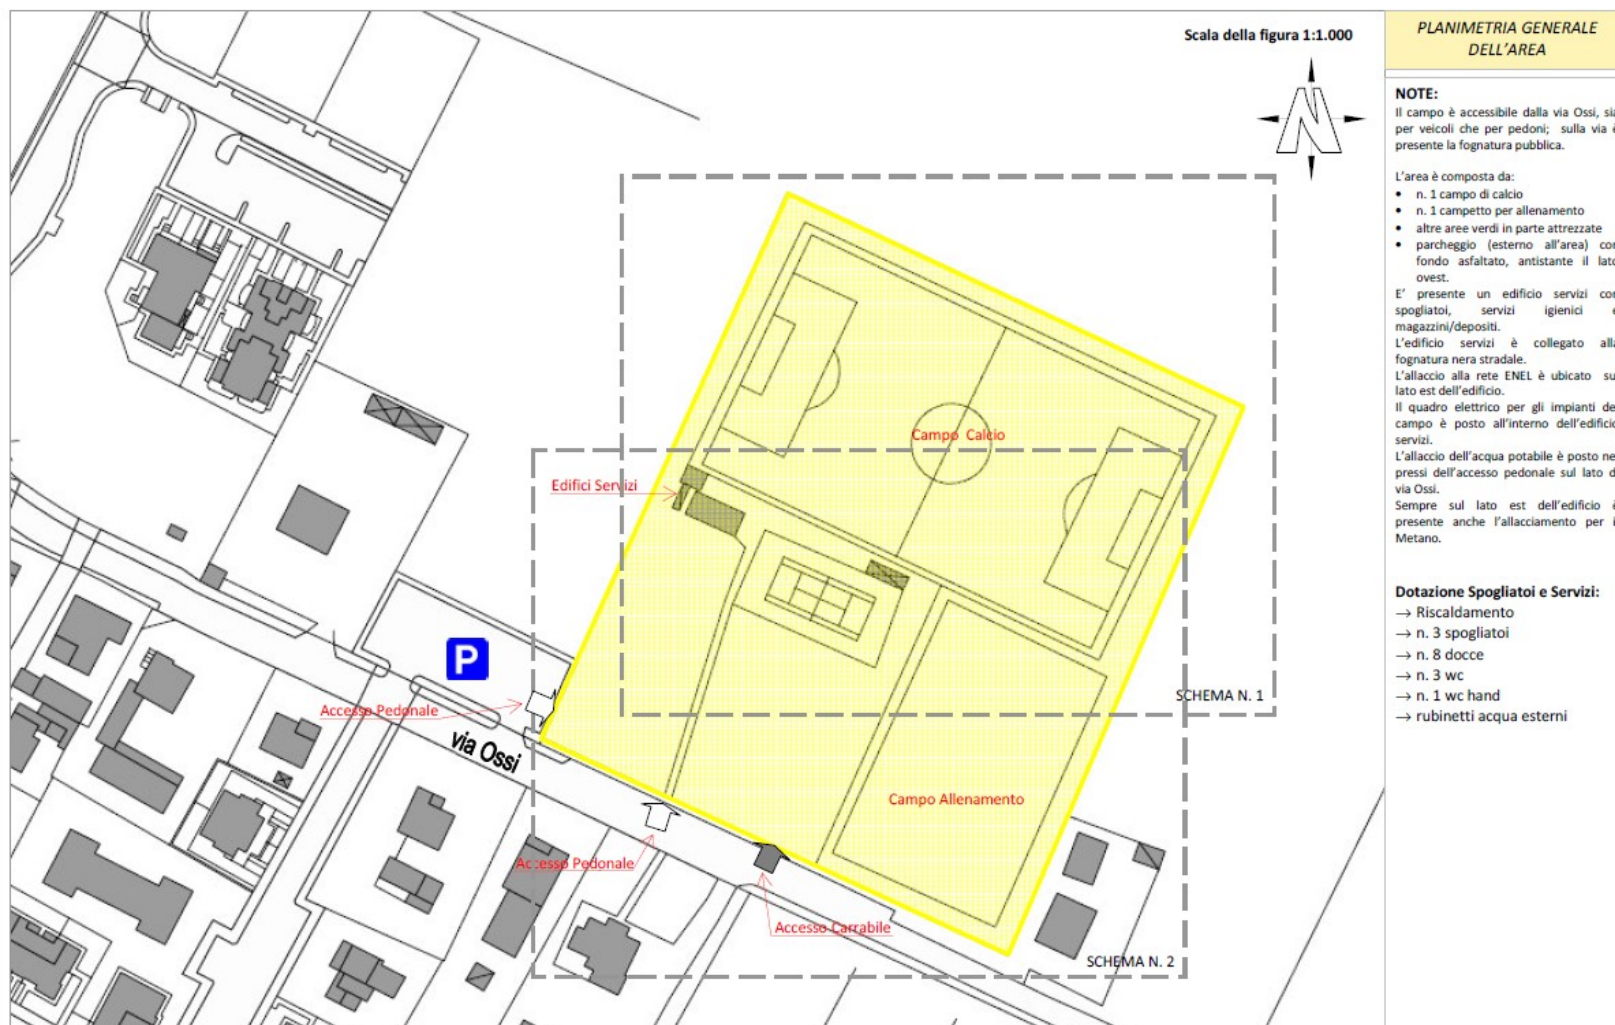 Scala della figura 1:1.000
N
PLANIMETRIA GENERALE
DELL'AREA
NOTE:
Il campo è accessibile dalla via Ossi, sia
per veicoli che per pedoni; sulla via è
presente la fognatura pubblica.
L'area è composta da:
• n. 1 campo di calcio
• n. 1 campetto per allenamento
• altre aree verdi in parte attrezzate
• parcheggio (esterno all'area) con
fondo asfaltato, antistante il lato
ovest.
E' presente un edificio servizi con
spogliatoi, servizi igienici e
magazzini/depositi.
L'edificio servizi è collegato alla
fognatura nera stradale.
L'allaccio alla rete ENEL è ubicato su
lato est dell'edificio.
Il quadro elettrico per gli impianti de
campo è posto all'interno dell'edificio
servizi.
L'allaccio dell'acqua potabile è posto ne
pressi dell'accesso pedonale sul lato d
via Ossi.
Sempre sul lato est dell'edificio è
presente anche l'allacciamento per i
Metano.
Dotazione Spogliatoi e Servizi:
→ Riscaldamento
→ n. 3 spogliatoi
→ n. 8 docce
→ n. 3 wc
→ n. 1 wc hand
→ rubinetti acqua esterni
Campo Calcio
Edifici Servizi
P
SCHEMA N. 1
Accesso Pedonale
via Ossi
Campo Allenamento
Accesso Pedonale
Accesso Carrabile
SCHEMA N. 2